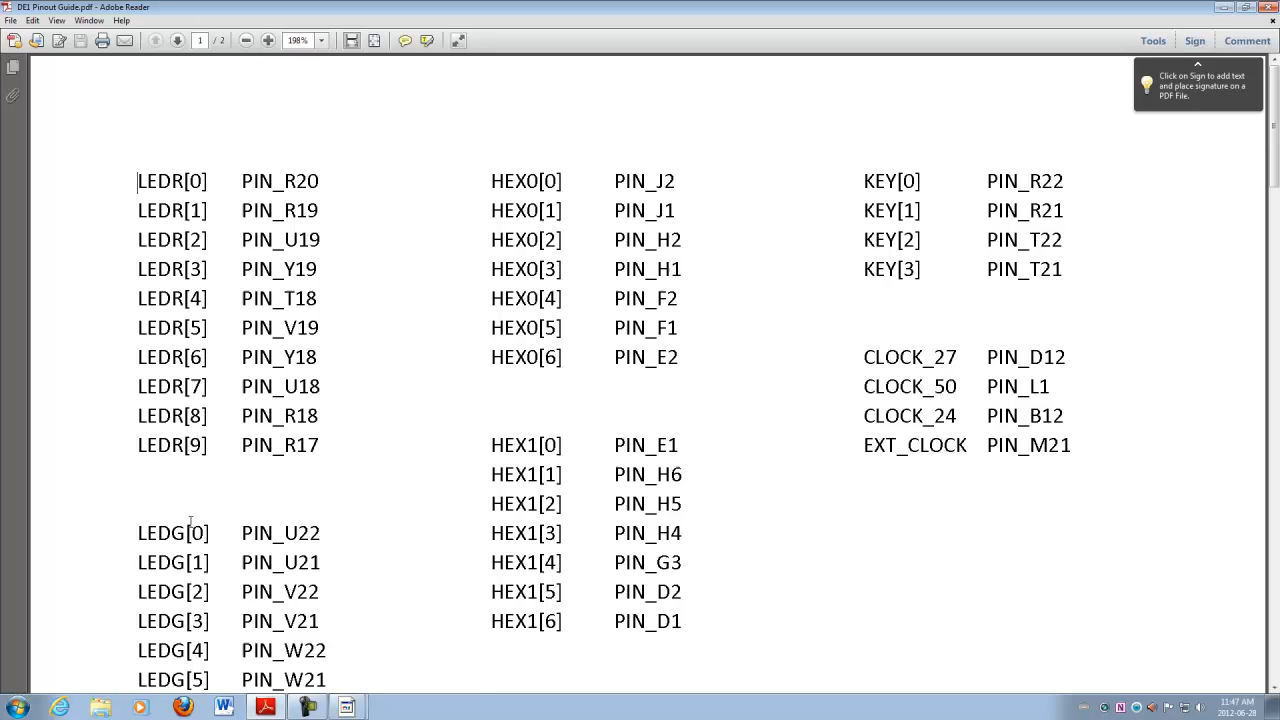 DE1 Pinout Guide.pdf - Adobe Reader
File Edit View Window Help
1 / 2 198% Tools Sign Comment
Click on Sign to add text
and place signature on a
PDF File.
LEDR[0] PIN_R20 HEX0[0] PIN_J2 KEY[0] PIN_R22
LEDR[1] PIN_R19 HEX0[1] PIN_J1 KEY[1] PIN_R21
LEDR[2] PIN_U19 HEX0[2] PIN_H2 KEY[2] PIN_T22
LEDR[3] PIN_Y19 HEX0[3] PIN_H1 KEY[3] PIN_T21
LEDR[4] PIN_T18 HEX0[4] PIN_F2
LEDR[5] PIN_V19 HEX0[5] PIN_F1
LEDR[6] PIN_Y18 HEX0[6] PIN_E2 CLOCK_27 PIN_D12
LEDR[7] PIN_U18 CLOCK_50 PIN_L1
LEDR[8] PIN_R18 CLOCK_24 PIN_B12
LEDR[9] PIN_R17 HEX1[0] PIN_E1 EXT_CLOCK PIN_M21
HEX1[1] PIN_H6
HEX1[2] PIN_H5
LEDG[0] PIN_U22 HEX1[3] PIN_H4
LEDG[1] PIN_U21 HEX1[4] PIN_G3
LEDG[2] PIN_V22 HEX1[5] PIN_D2
LEDG[3] PIN_V21 HEX1[6] PIN_D1
LEDG[4] PIN_W22
LEDG[5] PIN_W21
11:47 AM
2012-06-28